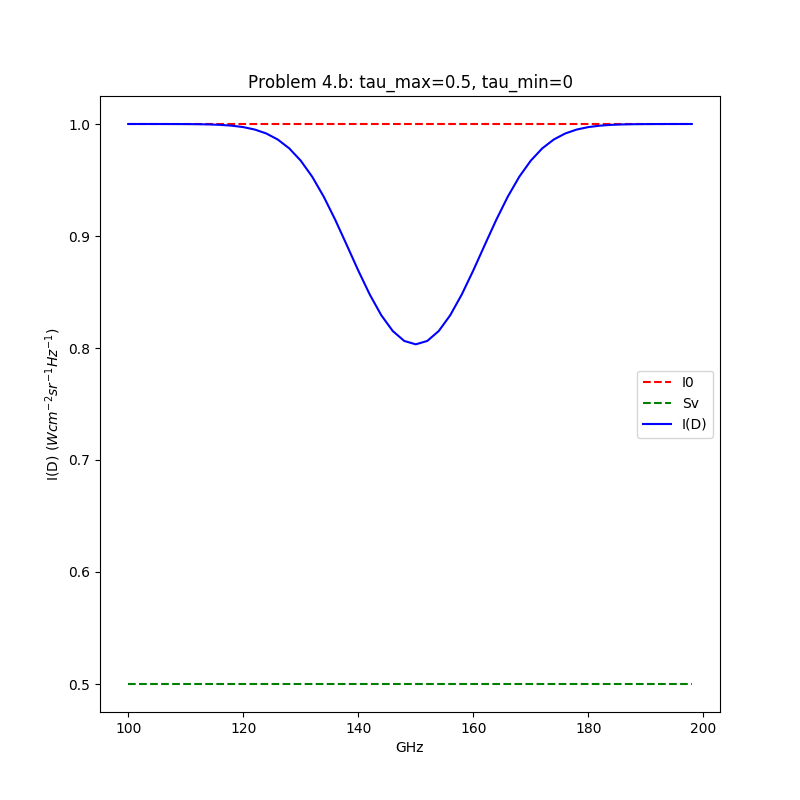 Problem 4.b: tau_max=0.5, tau_min=0
1.0
0.9
0.8
0.7
0.6
0.5
I(D) (Wcm⁻²sr⁻¹Hz⁻¹)
I0
Sv
I(D)
100 120 140 160 180 200
GHz